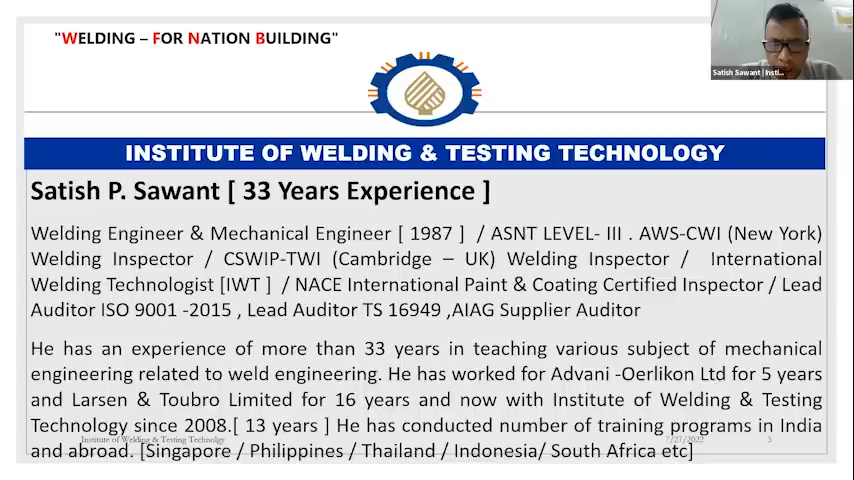 "WELDING – FOR NATION BUILDING"
Satish Sawant | Insti...
INSTITUTE OF WELDING & TESTING TECHNOLOGY
Satish P. Sawant [ 33 Years Experience ]
Welding Engineer & Mechanical Engineer [ 1987 ] / ASNT LEVEL- III . AWS-CWI (New York)
Welding Inspector / CSWIP-TWI (Cambridge – UK) Welding Inspector / International
Welding Technologist [IWT ] / NACE International Paint & Coating Certified Inspector / Lead
Auditor ISO 9001 -2015 , Lead Auditor TS 16949 ,AIAG Supplier Auditor
He has an experience of more than 33 years in teaching various subject of mechanical
engineering related to weld engineering. He has worked for Advani -Oerlikon Ltd for 5 years
and Larsen & Toubro Limited for 16 years and now with Institute of Welding & Testing
Technology since 2008.[ 13 years ] He has conducted number of training programs in India
Institute of Welding & Testing Technolgy 7/27/2022 5
and abroad. [Singapore / Philippines / Thailand / Indonesia/ South Africa etc]